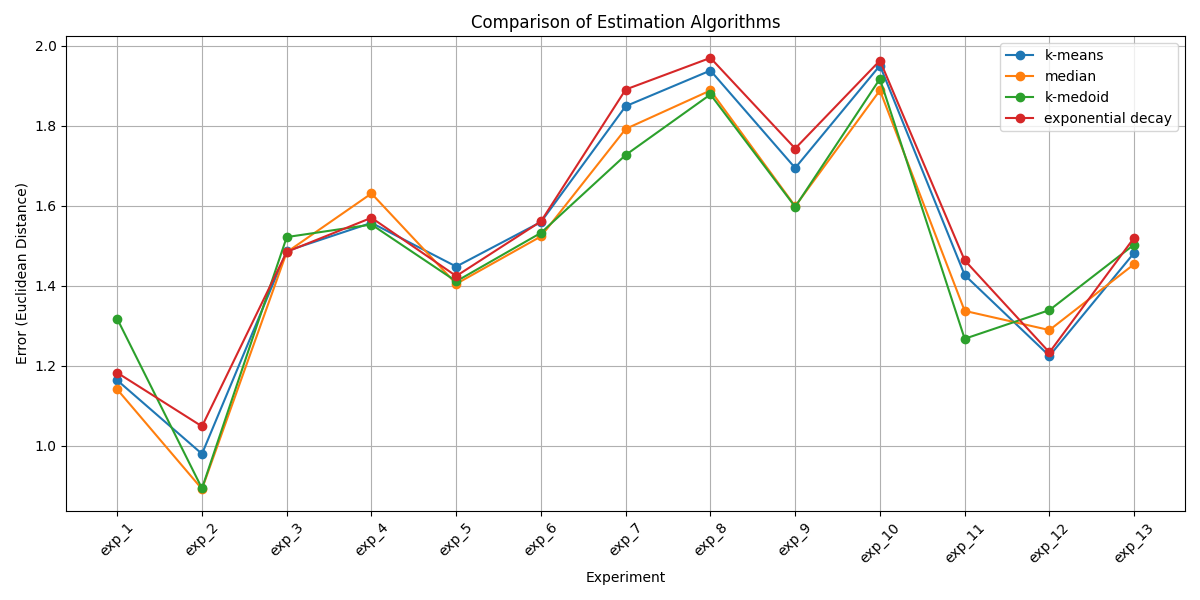 Comparison of Estimation Algorithms
k-means
median
k-medoid
exponential decay
Error (Euclidean Distance)
2.0
1.8
1.6
1.4
1.2
1.0
exp_1
exp_2
exp_3
exp_4
exp_5
exp_6
exp_7
exp_8
exp_9
exp_10
exp_11
exp_12
exp_13
Experiment